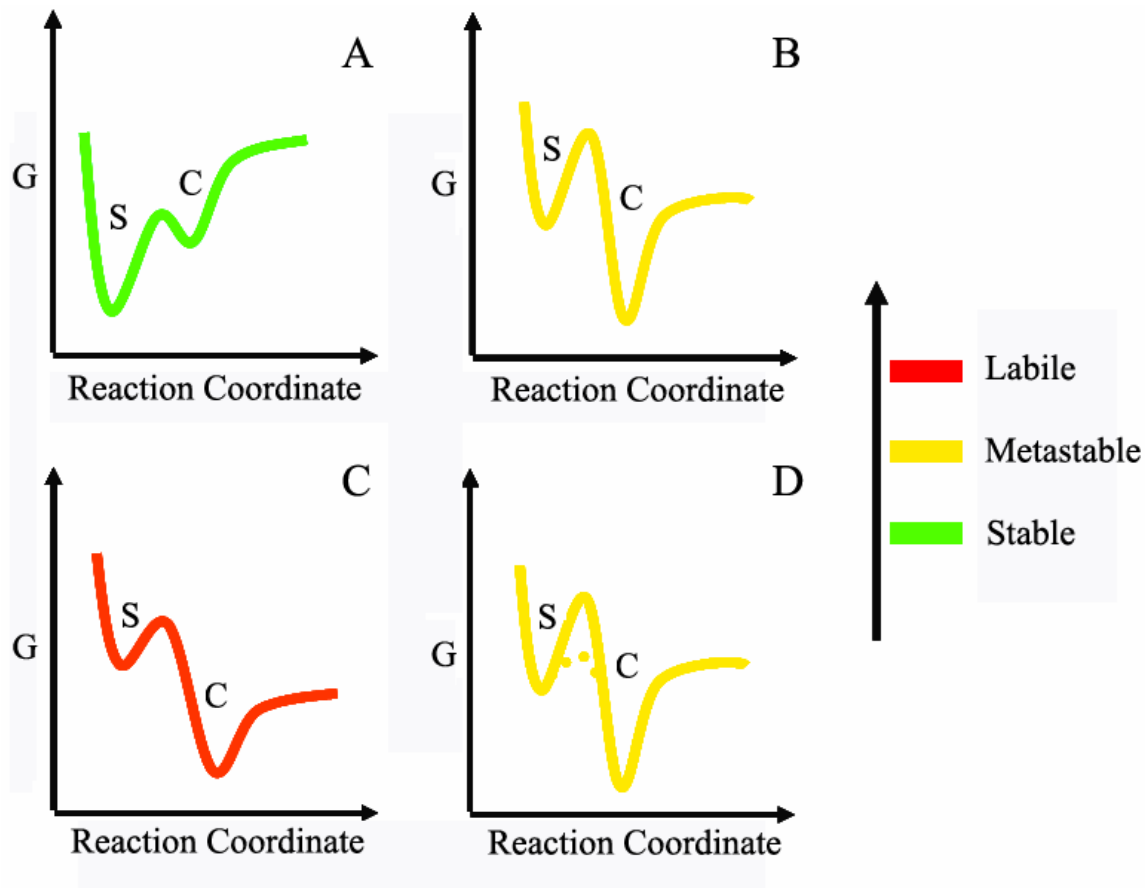 A
B
G
S
C
Reaction Coordinate
G
S
C
Reaction Coordinate
Labile
Metastable
Stable
C
D
G
S
C
Reaction Coordinate
G
S
C
Reaction Coordinate